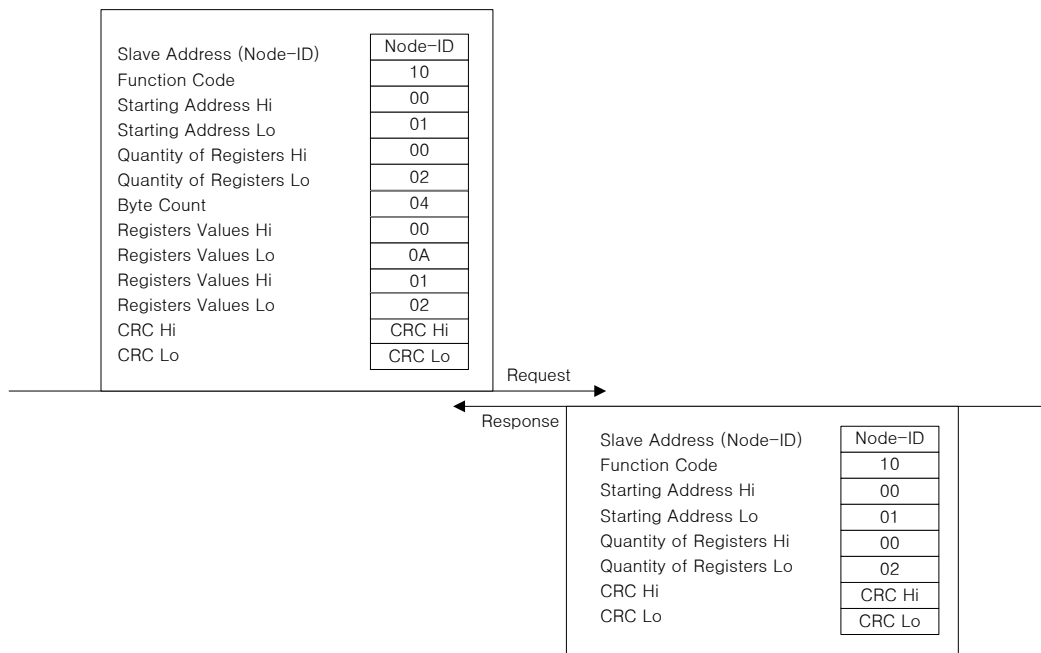 Slave Address (Node-ID) Node-ID
Function Code 10
Starting Address Hi 00
Starting Address Lo 01
Quantity of Registers Hi 00
Quantity of Registers Lo 02
Byte Count 04
Registers Values Hi 00
Registers Values Lo 0A
Registers Values Hi 01
Registers Values Lo 02
CRC Hi CRC Hi
CRC Lo CRC Lo
Request
Response
Slave Address (Node-ID) Node-ID
Function Code 10
Starting Address Hi 00
Starting Address Lo 01
Quantity of Registers Hi 00
Quantity of Registers Lo 02
CRC Hi CRC Hi
CRC Lo CRC Lo